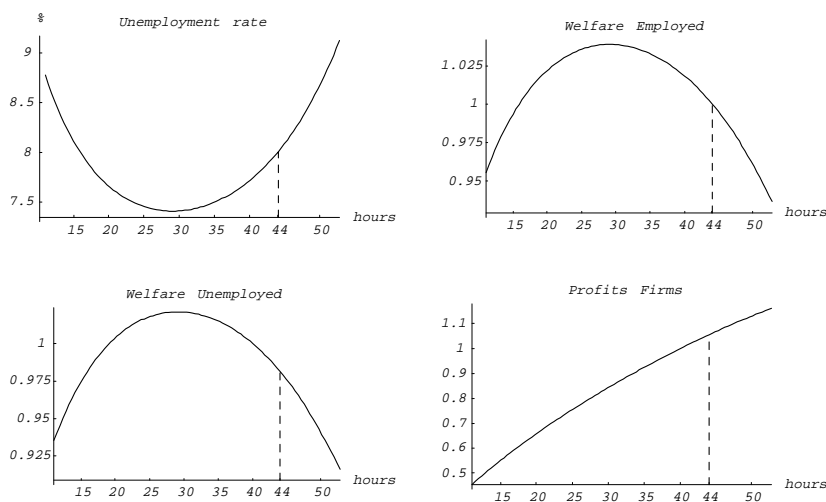 %
Unemployment rate
9
8.5
8
7.5
15 20 25 30 35 40 44 50
hours
Welfare Employed
1.025
1
0.975
0.95
15 20 25 30 35 40 44 50
hours
Welfare Unemployed
1
0.975
0.95
0.925
15 20 25 30 35 40 44 50
hours
Profits Firms
1.1
1
0.9
0.8
0.7
0.6
0.5
15 20 25 30 35 40 44 50
hours